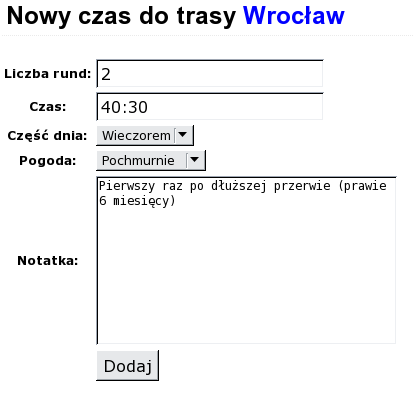 Nowy czas do trasy Wrocław
Liczba rund: 2
Czas: 40:30
Część dnia: Wieczorem
Pogoda: Pochmurnie
Pierwszy raz po dłuższej przerwie (prawie
6 miesięcy)
Notatka:
Dodaj